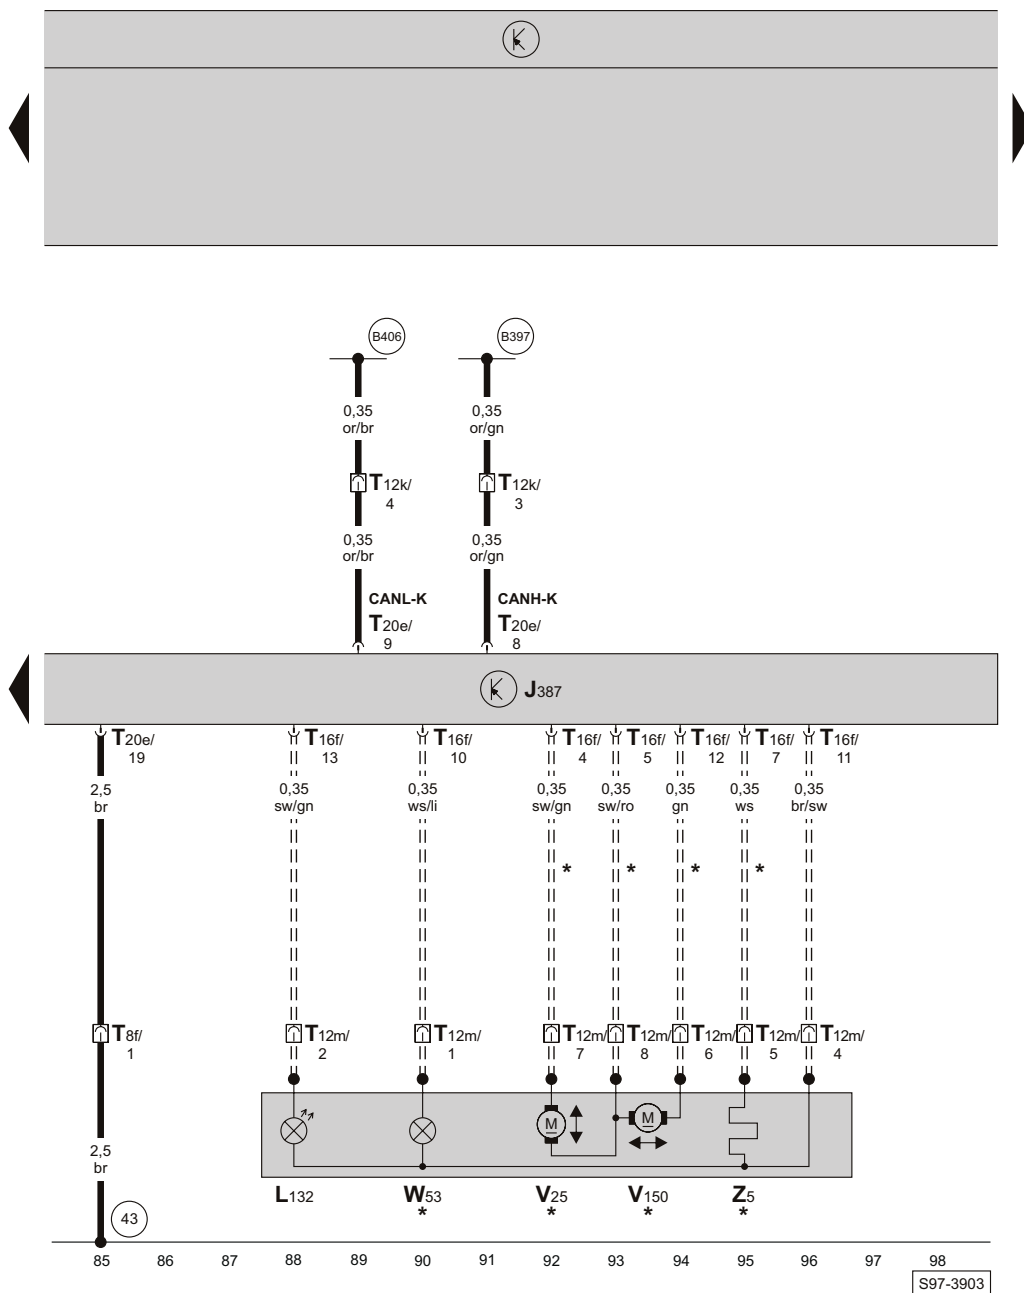 B406 B397
0,35 0,35
or/br or/gn
T12k/ T12k/
4 3
0,35 0,35
or/br or/gn
CANL-K CANH-K
T20e/ T20e/
9 8
J387
T20e/ T16f/ T16f/ T16f/ T16f/ T16f/ T16f/ T16f/
19 13 10 4 5 12 7 11
2,5 0,35 0,35 0,35 0,35 0,35 0,35 0,35
br sw/gn ws/li sw/gn sw/ro gn ws br/sw
* * * *
T8f/ T12m/ T12m/ T12m/ T12m/ T12m/ T12m/ T12m/
1 2 1 7 8 6 5 4
M M
2,5
br
L132 W53 V25 V150 Z5
* * * *
43
85 86 87 88 89 90 91 92 93 94 95 96 97 98
S97-3903